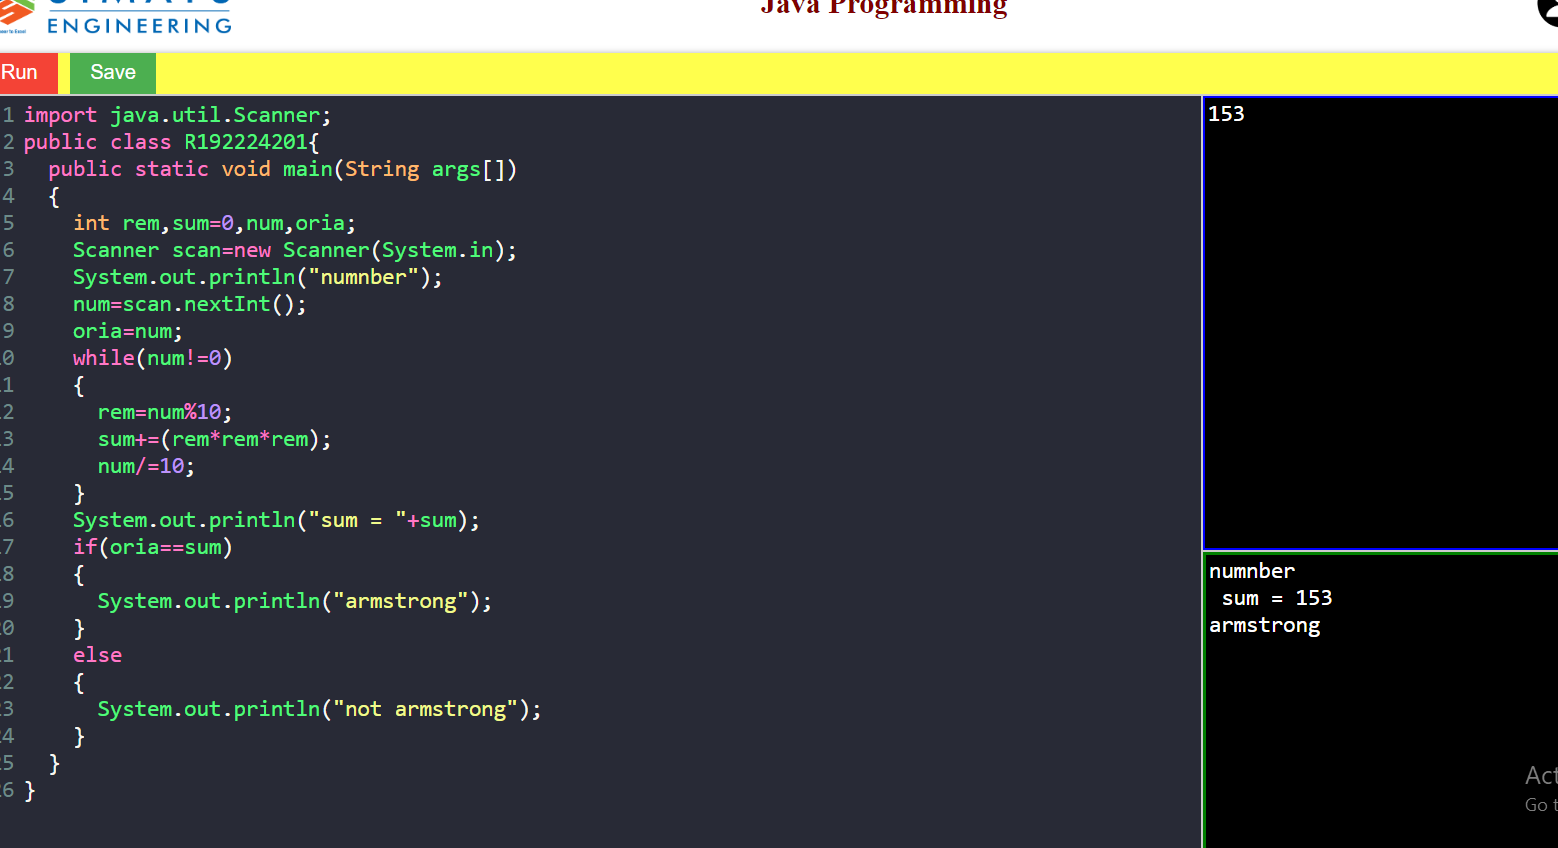 ENGINEERING
Java Programming
Run Save
1 import java.util.Scanner;
2 public class R192224201{
3 public static void main(String args[])
4 {
5 int rem,sum=0,num,oria;
6 Scanner scan=new Scanner(System.in);
7 System.out.println("numnber");
8 num=scan.nextInt();
9 oria=num;
0 while(num!=0)
1 {
2 rem=num%10;
3 sum+=(rem*rem*rem);
4 num/=10;
5 }
6 System.out.println("sum = "+sum);
7 if(oria==sum)
8 {
9 System.out.println("armstrong");
0 }
1 else
2 {
3 System.out.println("not armstrong");
4 }
5 }
6 }
153
numnber
sum = 153
armstrong
Act
Go t